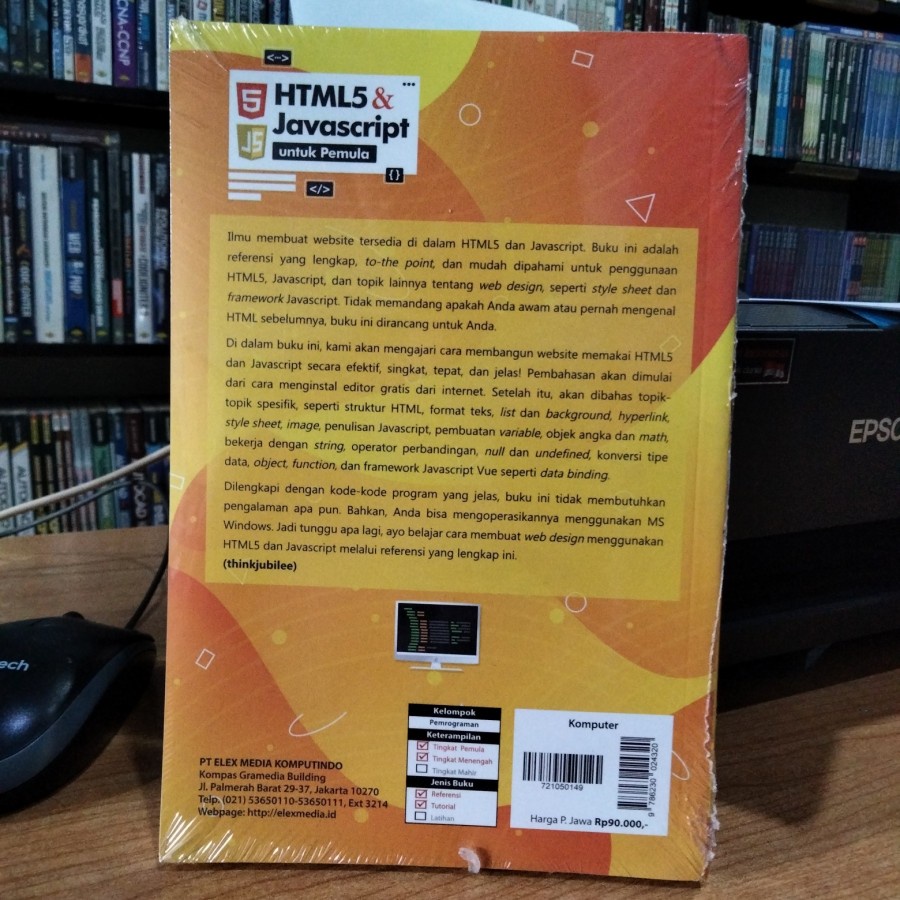 <···>
HTML5 &
Javascript
untuk Pemula
{}
</>
Ilmu membuat website tersedia di dalam HTML5 dan Javascript. Buku ini adalah
referensi yang lengkap, to-the point, dan mudah dipahami untuk penggunaan
HTML5, Javascript, dan topik lainnya tentang web design, seperti style sheet dan
framework Javascript. Tidak memandang apakah Anda awam atau pernah mengenal
HTML sebelumnya, buku ini dirancang untuk Anda.
Di dalam buku ini, kami akan mengajari cara membangun website memakai HTML5
dan Javascript secara efektif, singkat, tepat, dan jelas! Pembahasan akan dimulai
dari cara menginstal editor gratis dari internet. Setelah itu, akan dibahas topik-
topik spesifik, seperti struktur HTML, format teks, list dan background, hyperlink,
style sheet, image, penulisan Javascript, pembuatan variable, objek angka dan math,
bekerja dengan string, operator perbandingan, null dan undefined, konversi tipe
data, object, function, dan framework Javascript Vue seperti data binding.
Dilengkapi dengan kode-kode program yang jelas, buku ini tidak membutuhkan
pengalaman apa pun. Bahkan, Anda bisa mengoperasikannya menggunakan MS
Windows. Jadi tunggu apa lagi, ayo belajar cara membuat web design menggunakan
HTML5 dan Javascript melalui referensi yang lengkap ini.
(thinkjubilee)
PT ELEX MEDIA KOMPUTINDO
Kompas Gramedia Building
Jl. Palmerah Barat 29-37, Jakarta 10270
Telp. (021) 53650110-53650111, Ext 3214
Webpage: http://elexmedia.id
Kelompok
Pemrograman
Keterampilan
Tingkat Pemula
Tingkat Menengah
Tingkat Mahir
Jenis Buku
Referensi
Tutorial
Latihan
Komputer
721050149
9 786230 024320
Harga P. Jawa Rp90.000,-
EPSO
ech
CNA-CCNP